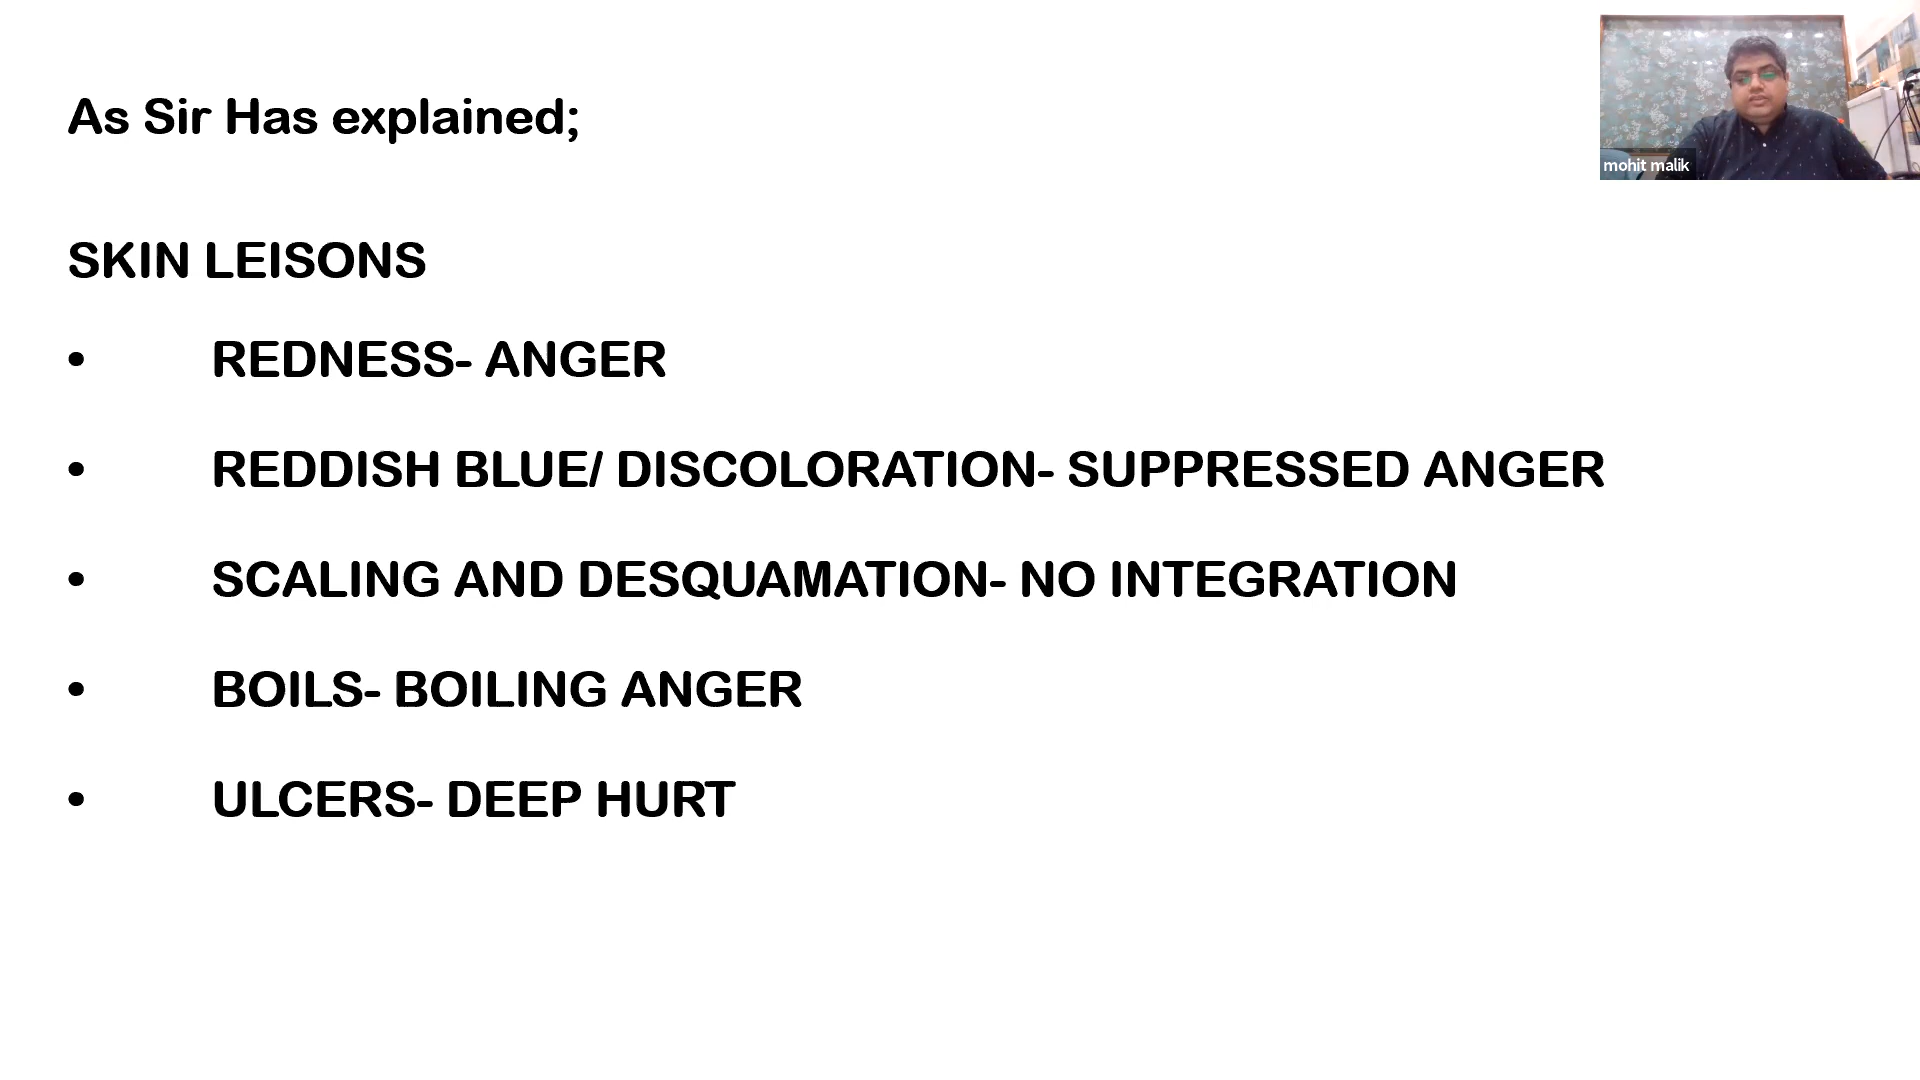 As Sir Has explained;
mohit malik
SKIN LEISONS
• REDNESS- ANGER
• REDDISH BLUE/ DISCOLORATION- SUPPRESSED ANGER
• SCALING AND DESQUAMATION- NO INTEGRATION
• BOILS- BOILING ANGER
• ULCERS- DEEP HURT